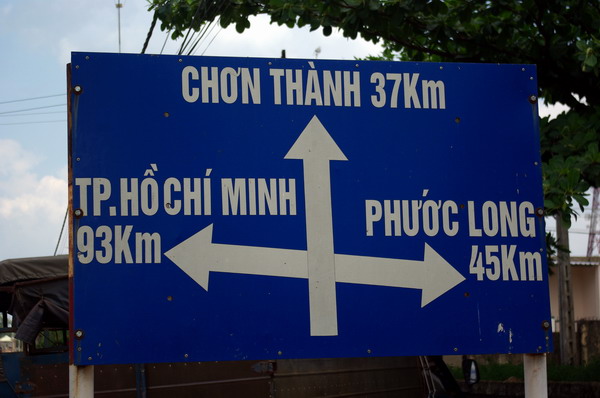 CHƠN THÀNH 37Km
TP.HỒ CHÍ MINH
93Km
PHƯỚC LONG
45Km